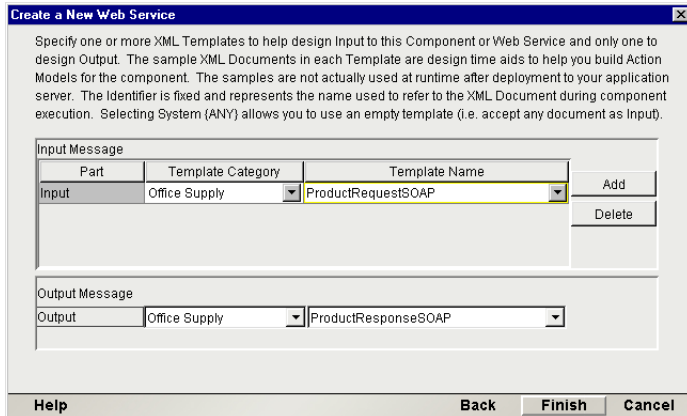 Create a New Web Service
Specify one or more XML Templates to help design Input to this Component or Web Service and only one to
design Output. The sample XML Documents in each Template are design time aids to help you build Action
Models for the component. The samples are not actually used at runtime after deployment to your application
server. The Identifier is fixed and represents the name used to refer to the XML Document during component
execution. Selecting System {ANY} allows you to use an empty template (i.e. accept any document as Input).
Input Message
Part Template Category Template Name
Input Office Supply ProductRequestSOAP
Add
Delete
Output Message
Output Office Supply ProductResponseSOAP
Help Back Finish Cancel